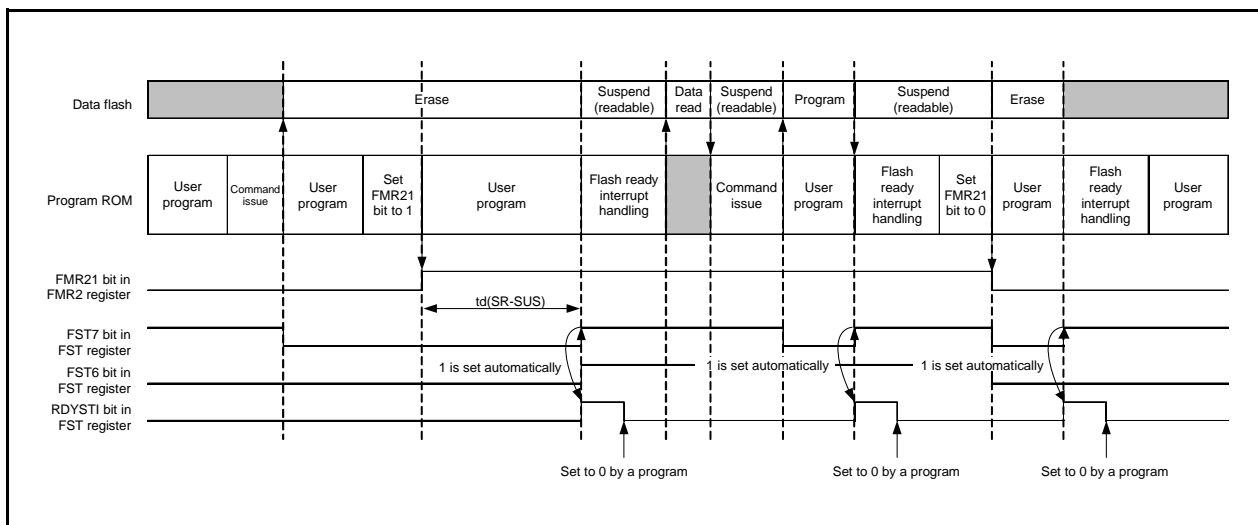 Data flash
Erase
Suspend
(readable)
Data
read
Suspend
(readable)
Program
Suspend
(readable)
Erase
Program ROM
User
program
Command
issue
User
program
Set
FMR21
bit to 1
User
program
Flash ready
interrupt
handling
Command
issue
User
program
Flash
ready
interrupt
handling
Set
FMR21
bit to 0
User
program
Flash
ready
interrupt
handling
User
program
FMR21 bit in
FMR2 register
td(SR-SUS)
FST7 bit in
FST register
1 is set automatically
1 is set automatically
1 is set automatically
FST6 bit in
FST register
RDYSTI bit in
FST register
Set to 0 by a program
Set to 0 by a program
Set to 0 by a program